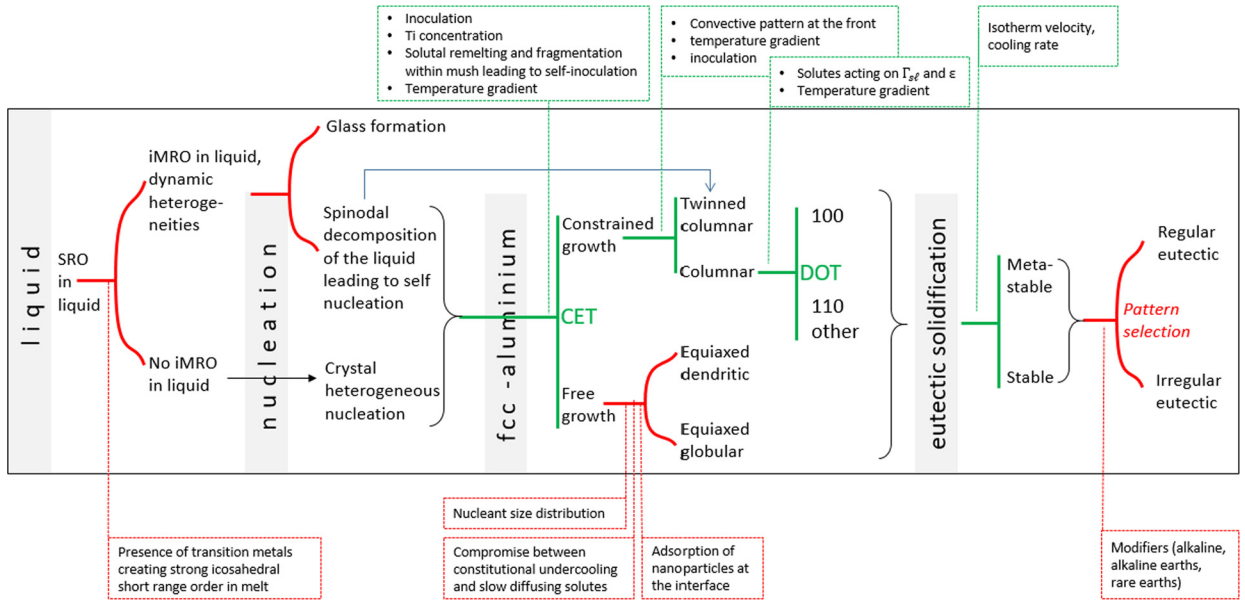 • Inoculation
• Ti concentration
• Solutal remelting and fragmentation
within mush leading to self-inoculation
• Temperature gradient
• Convective pattern at the front
• temperature gradient
• inoculation
• Solutes acting on Γsℓ and ε
• Temperature gradient
Isotherm velocity,
cooling rate
liquid
SRO
in
liquid
iMRO in liquid,
dynamic
heteroge-
neities
No iMRO
in liquid
nucleation
Glass formation
Spinodal
decomposition
of the liquid
leading to self
nucleation
Crystal
heterogeneous
nucleation
fcc -aluminium
CET
Constrained
growth
Free
growth
Twinned
columnar
Columnar
Equiaxed
dendritic
Equiaxed
globular
100
DOT
110
other
eutectic solidification
Meta-
stable
Stable
Regular
eutectic
Pattern
selection
Irregular
eutectic
Presence of transition metals
creating strong icosahedral
short range order in melt
Nucleant size distribution
Compromise between
constitutional undercooling
and slow diffusing solutes
Adsorption of
nanoparticles at
the interface
Modifiers (alkaline,
alkaline earths,
rare earths)